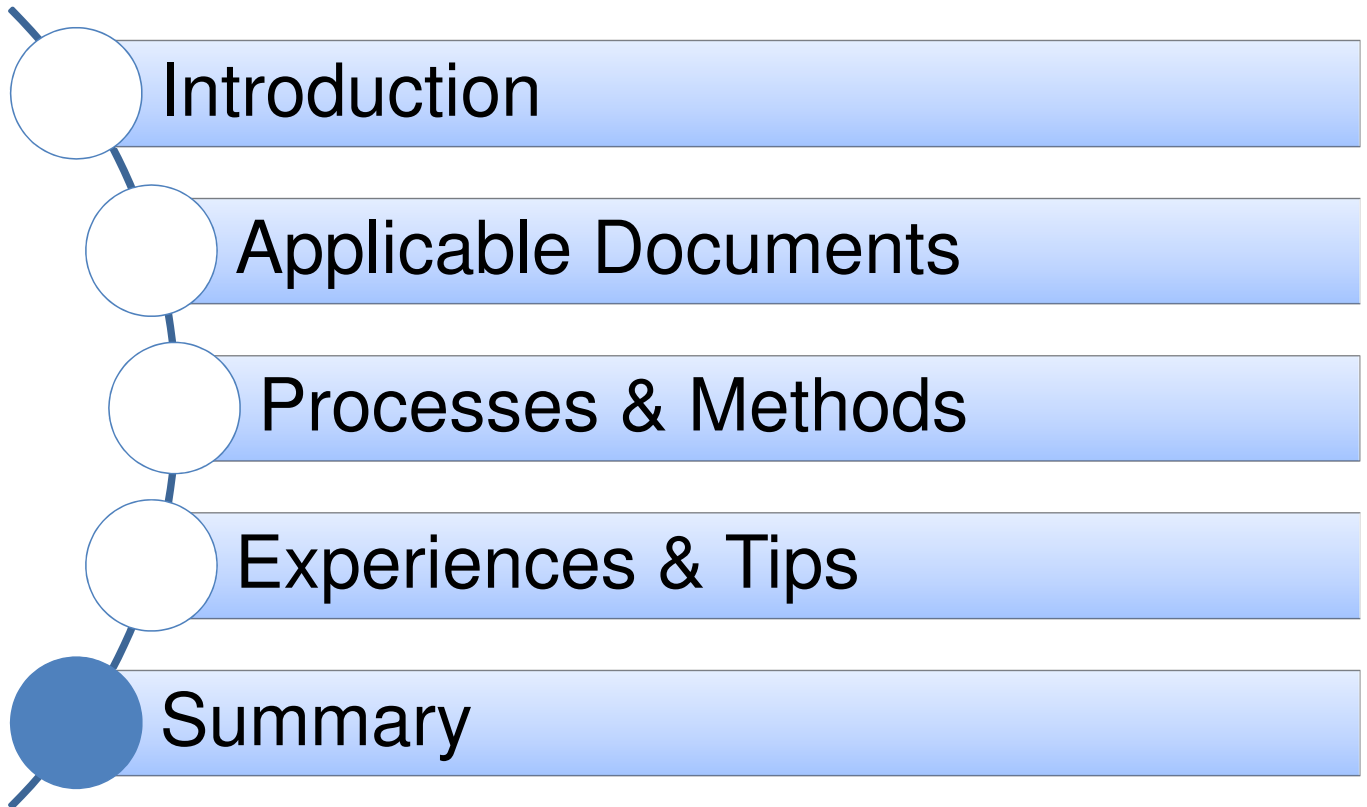 Introduction
Applicable Documents
Processes & Methods
Experiences & Tips
Summary